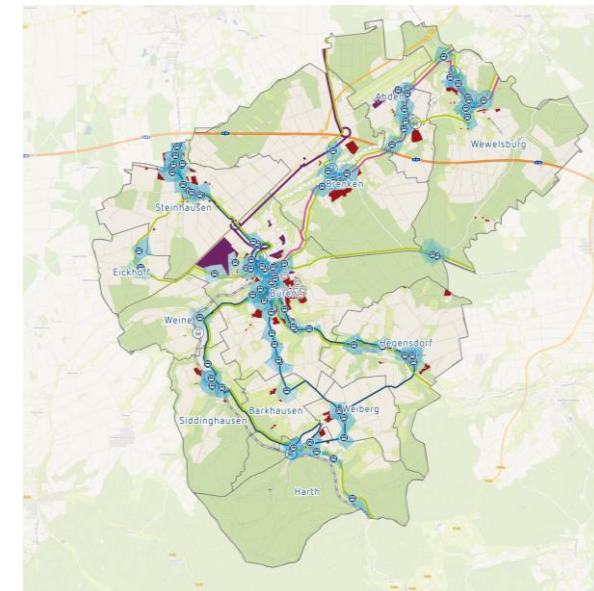 Ahden
Wewelsburg
Brenken
Steinhausen
Eickhoff
Büren
Weine
Hegensdorf
Weiberg
Barkhausen
Siddinghausen
Harth